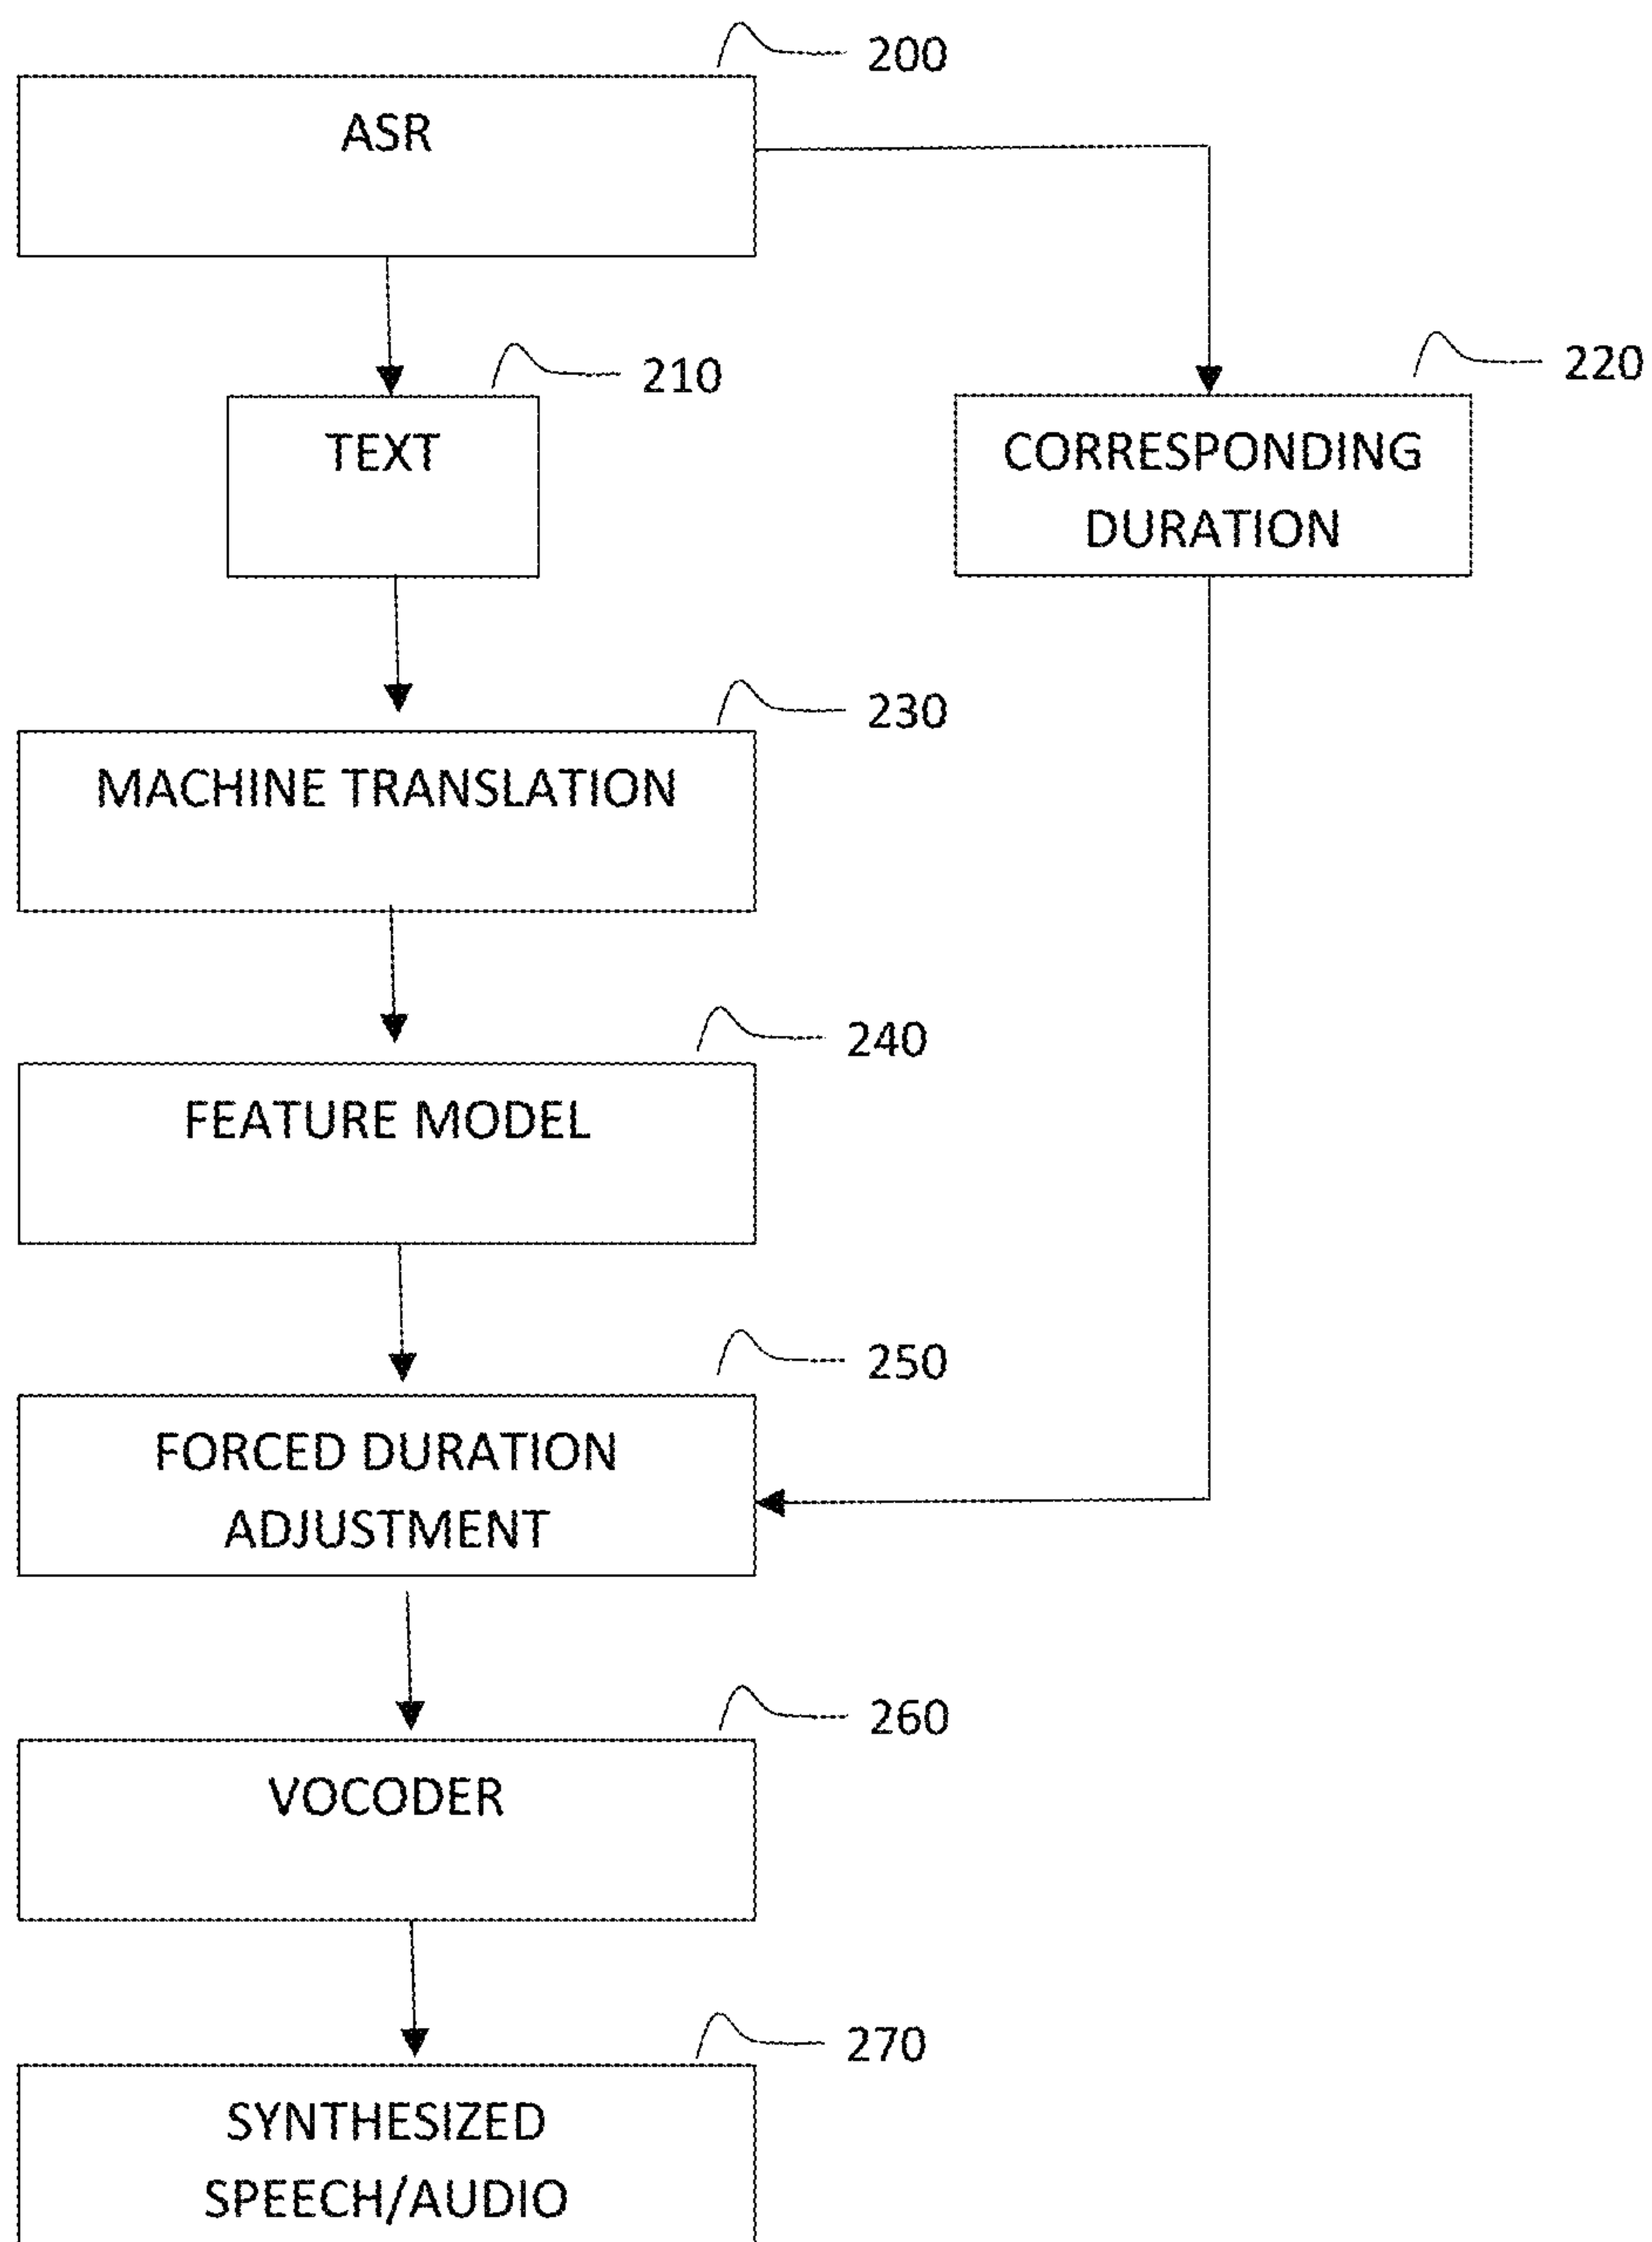 200
ASR
210
TEXT
220
CORRESPONDING
DURATION
230
MACHINE TRANSLATION
240
FEATURE MODEL
250
FORCED DURATION
ADJUSTMENT
260
VOCODER
270
SYNTHESIZED
SPEECH/AUDIO